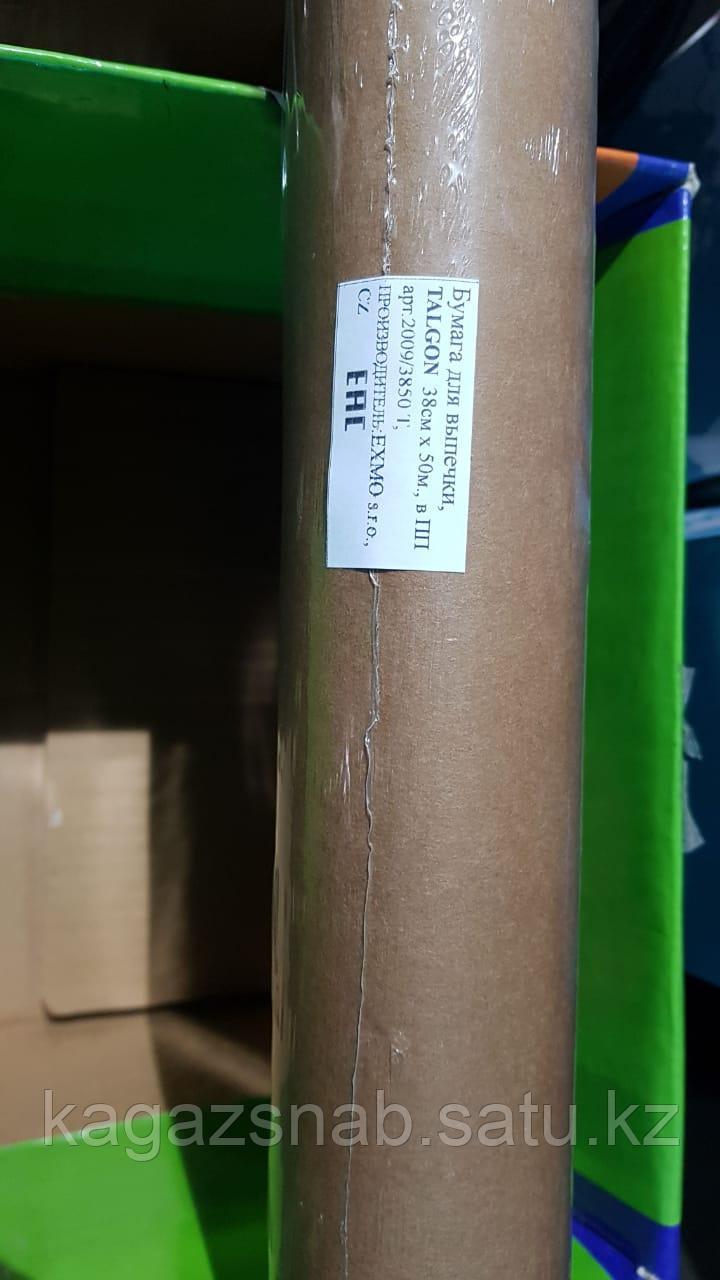 Бумага для выпечки,
TALGON 38см х 50м., в ПП
арт.2009/3850 Т,
ПРОИЗВОДИТЕЛЬ:EXMO s.r.o.,
CZ EAC
kagazsnab.satu.kz